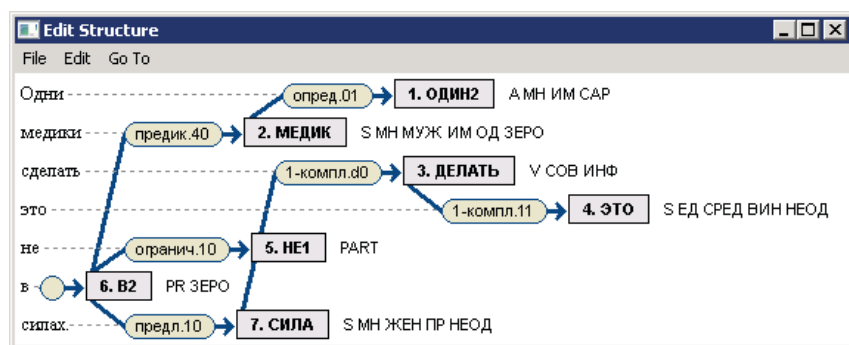 Edit Structure
File Edit Go To
Одни опред.01 1. ОДИН2 А МН ИМ САР
медики предик.40 2. МЕДИК S МН МУЖ ИМ ОД ЗЕРО
сделать 1-компл.d0 3. ДЕЛАТЬ V СОВ ИНФ
это 1-компл.11 4. ЭТО S ЕД СРЕД ВИН НЕОД
не огранич.10 5. НЕ1 PART
в 6. В2 PR ЗЕРО
силах. предл.10 7. СИЛА S МН ЖЕН ПР НЕОД